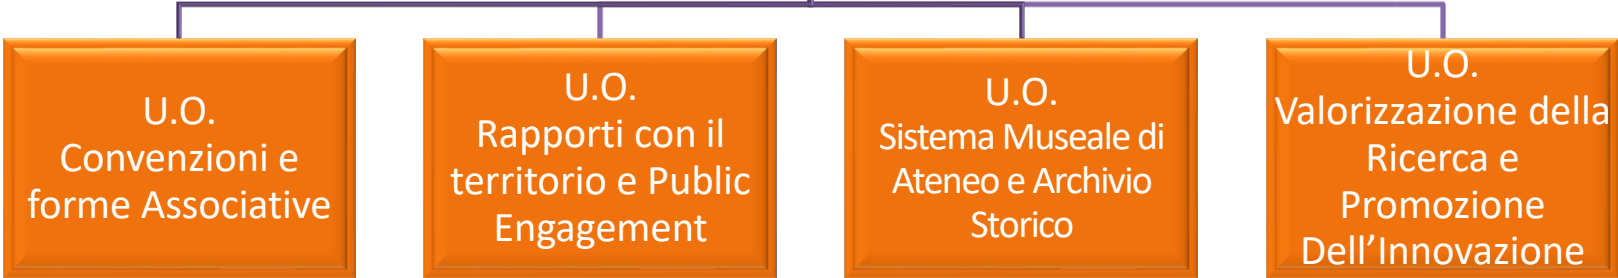 U.O.
Convenzioni e
forme Associative
U.O.
Rapporti con il
territorio e Public
Engagement
U.O.
Sistema Museale di
Ateneo e Archivio
Storico
U.O.
Valorizzazione della
Ricerca e
Promozione
Dell’Innovazione